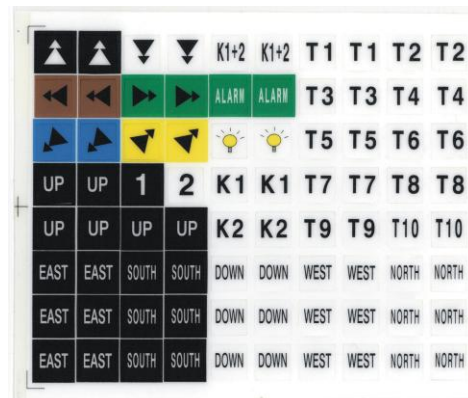 K1+2 K1+2 T1 T1 T2 T2
ALARM ALARM T3 T3 T4 T4
T5 T5 T6 T6
UP UP 1 2 K1 K1 T7 T7 T8 T8
UP UP UP UP K2 K2 T9 T9 T10 T10
EAST EAST SOUTH SOUTH DOWN DOWN WEST WEST NORTH NORTH
EAST EAST SOUTH SOUTH DOWN DOWN WEST WEST NORTH NORTH
EAST EAST SOUTH SOUTH DOWN DOWN WEST WEST NORTH NORTH